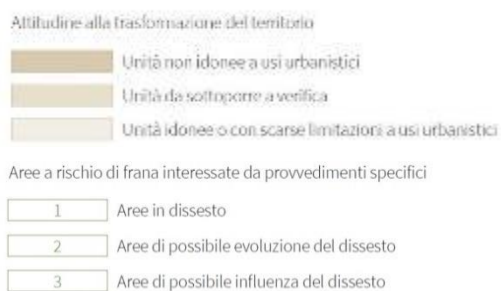 Attitudine alla trasformazione del territorio
Unità non idonee a usi urbanistici
Unità da sottoporre a verifica
Unità idonee o con scarse limitazioni a usi urbanistici
Aree a rischio di frana interessate da provvedimenti specifici
1 Aree in dissesto
2 Aree di possibile evoluzione del dissesto
3 Aree di possibile influenza del dissesto